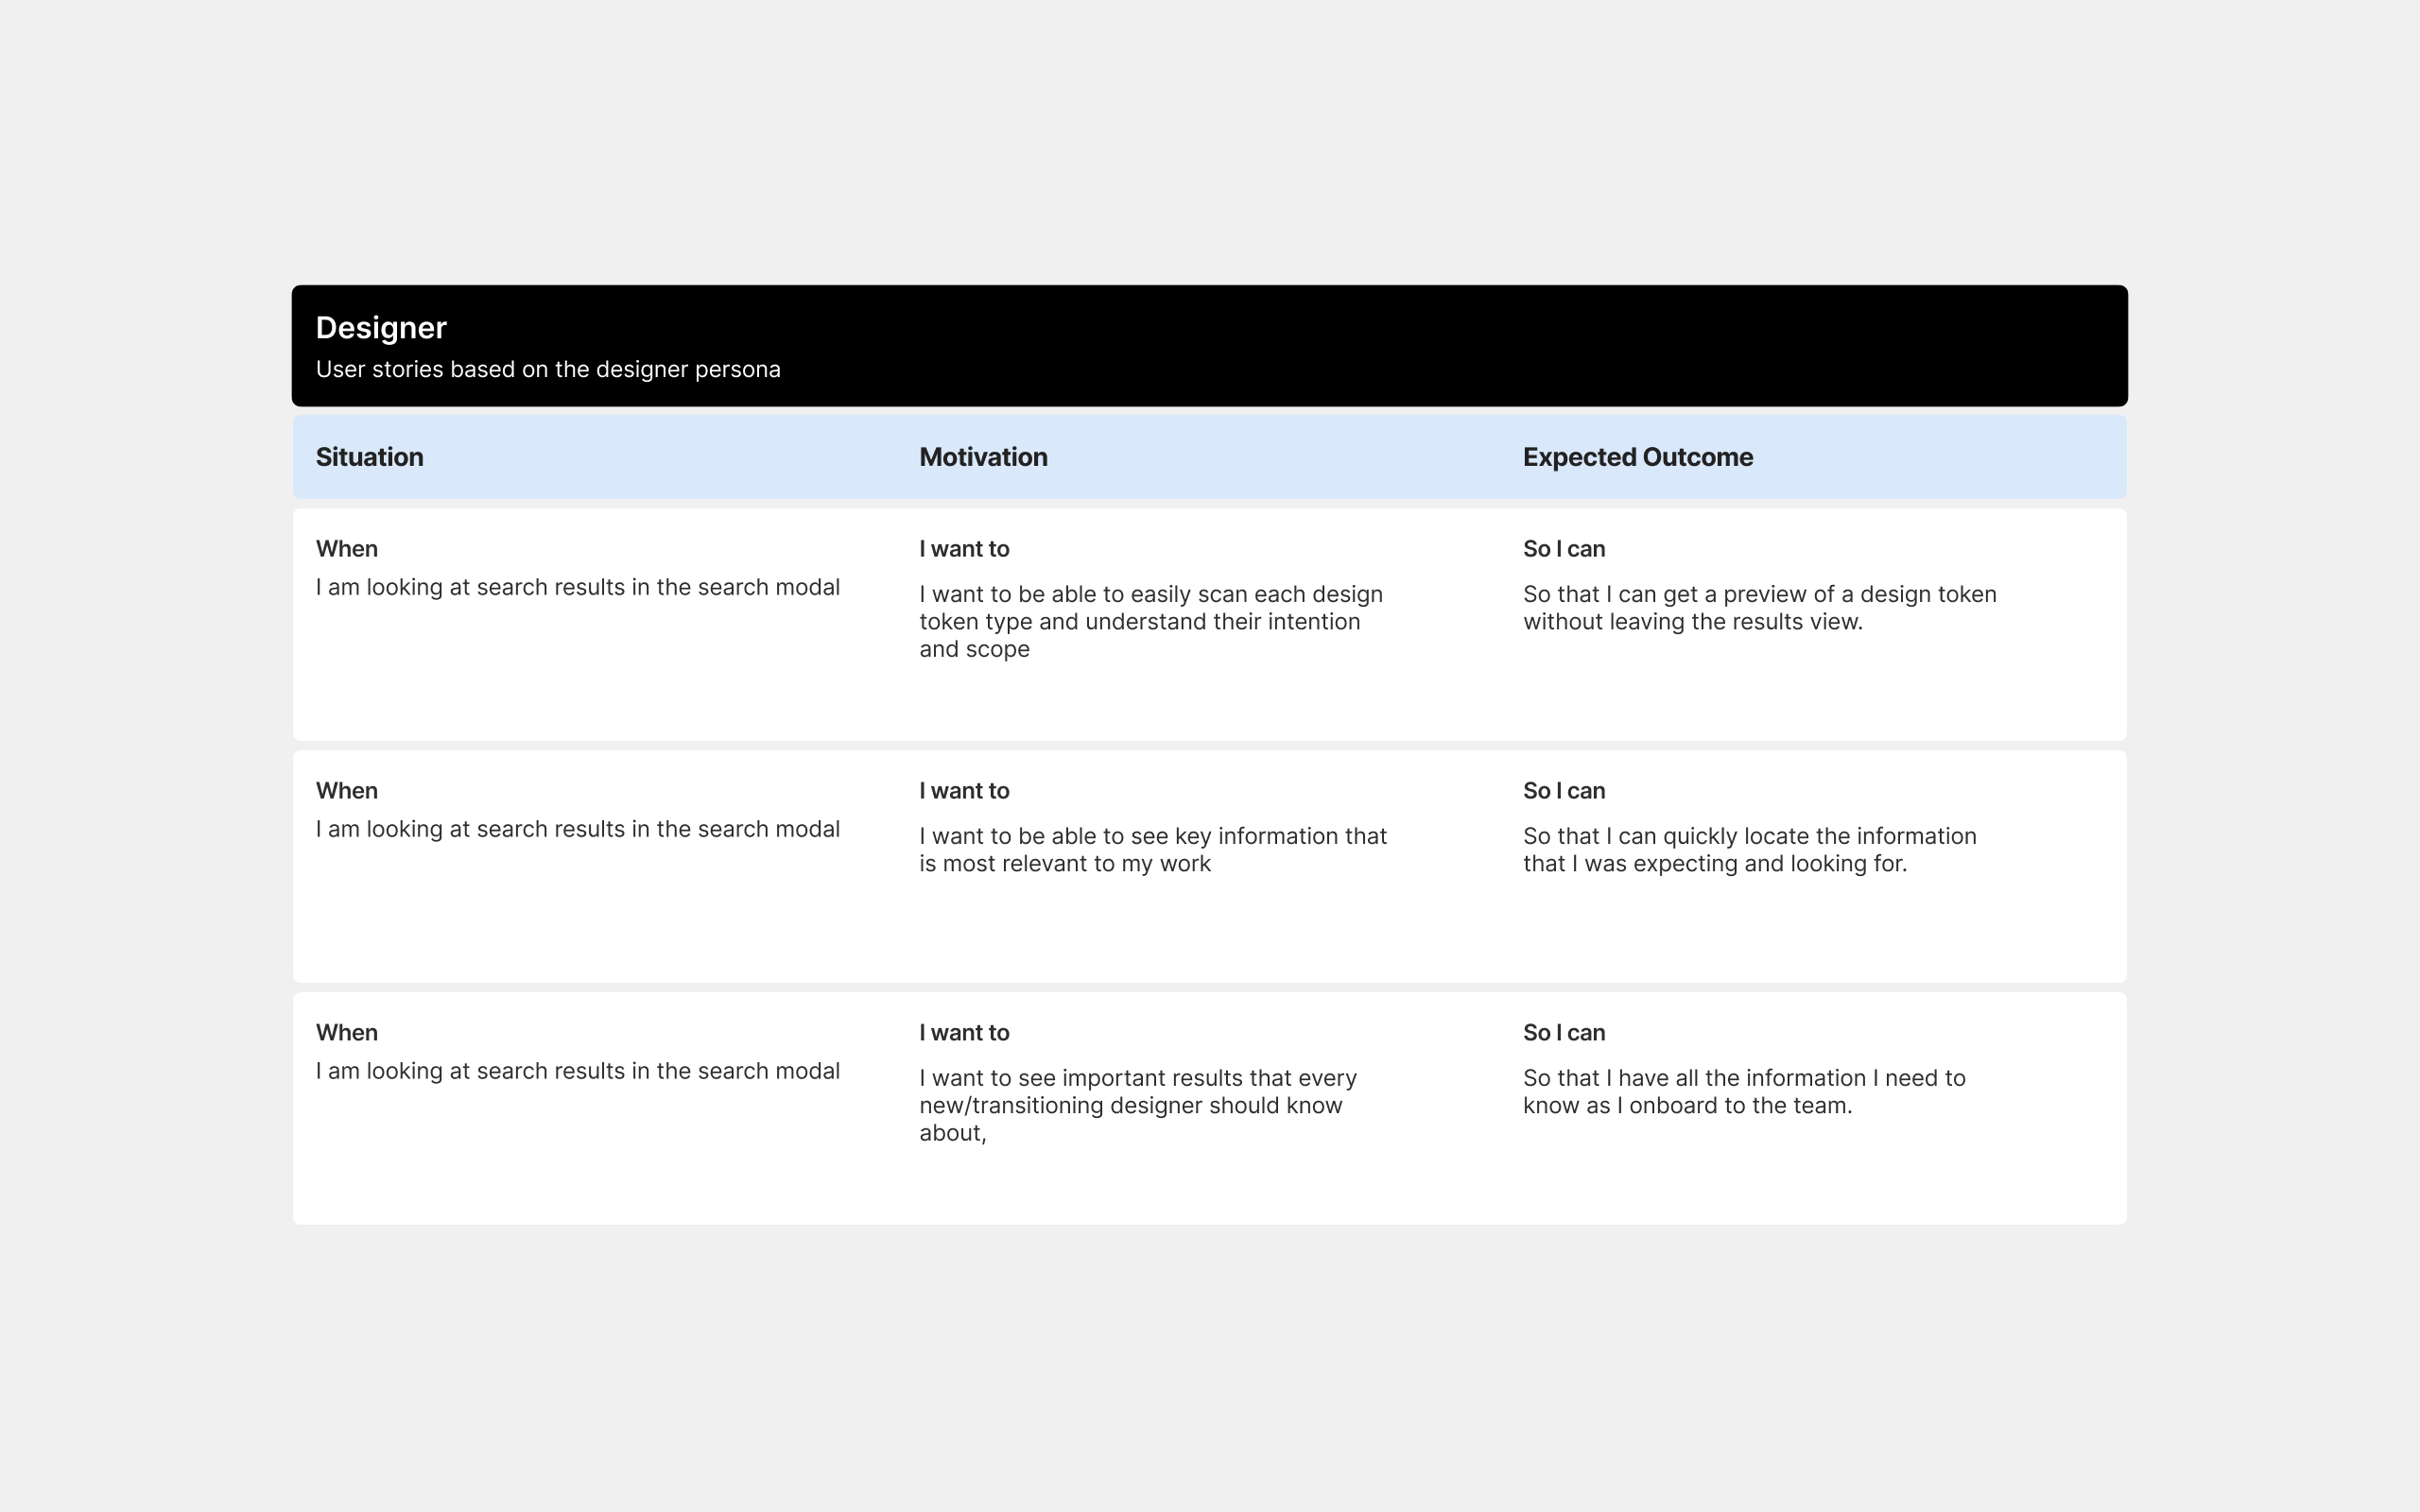 Designer
User stories based on the designer persona
Situation
Motivation
Expected Outcome
When
I am looking at search results in the search modal
I want to
I want to be able to easily scan each design
token type and understand their intention
and scope
So I can
So that I can get a preview of a design token
without leaving the results view.
When
I am looking at search results in the search modal
I want to
I want to be able to see key information that
is most relevant to my work
So I can
So that I can quickly locate the information
that I was expecting and looking for.
When
I am looking at search results in the search modal
I want to
I want to see important results that every
new/transitioning designer should know
about,
So I can
So that I have all the information I need to
know as I onboard to the team.